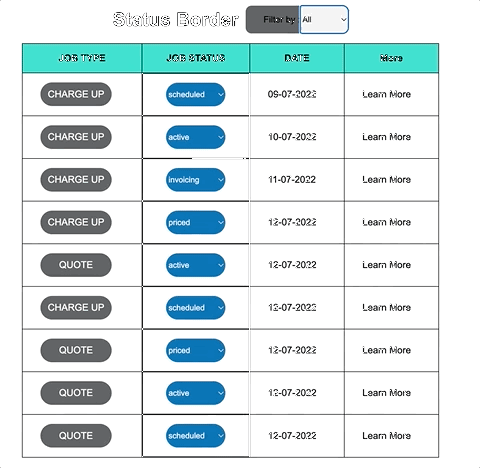 Status Border Filter by All
JOB TYPE JOB STATUS DATE More
CHARGE UP scheduled 09-07-2022 Learn More
CHARGE UP active 10-07-2022 Learn More
CHARGE UP invoicing 11-07-2022 Learn More
CHARGE UP priced 12-07-2022 Learn More
QUOTE active 12-07-2022 Learn More
CHARGE UP scheduled 12-07-2022 Learn More
QUOTE priced 12-07-2022 Learn More
QUOTE active 12-07-2022 Learn More
QUOTE scheduled 12-07-2022 Learn More